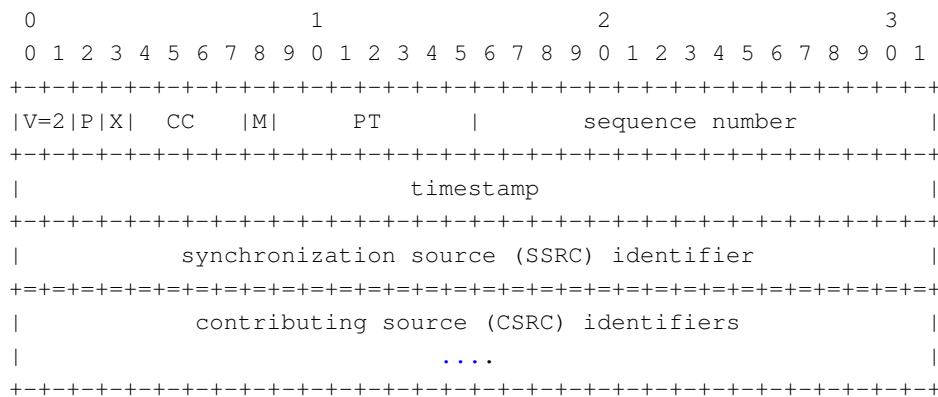 0                   1                   2                   3
0 1 2 3 4 5 6 7 8 9 0 1 2 3 4 5 6 7 8 9 0 1 2 3 4 5 6 7 8 9 0 1
+-+-+-+-+-+-+-+-+-+-+-+-+-+-+-+-+-+-+-+-+-+-+-+-+-+-+-+-+-+-+-+-+
|V=2|P|X|  CC   |M|     PT      |       sequence number         |
+-+-+-+-+-+-+-+-+-+-+-+-+-+-+-+-+-+-+-+-+-+-+-+-+-+-+-+-+-+-+-+-+
|                           timestamp                           |
+-+-+-+-+-+-+-+-+-+-+-+-+-+-+-+-+-+-+-+-+-+-+-+-+-+-+-+-+-+-+-+-+
|           synchronization source (SSRC) identifier            |
+=+=+=+=+=+=+=+=+=+=+=+=+=+=+=+=+=+=+=+=+=+=+=+=+=+=+=+=+=+=+=+=+
|            contributing source (CSRC) identifiers             |
|                             ....                              |
+-+-+-+-+-+-+-+-+-+-+-+-+-+-+-+-+-+-+-+-+-+-+-+-+-+-+-+-+-+-+-+-+